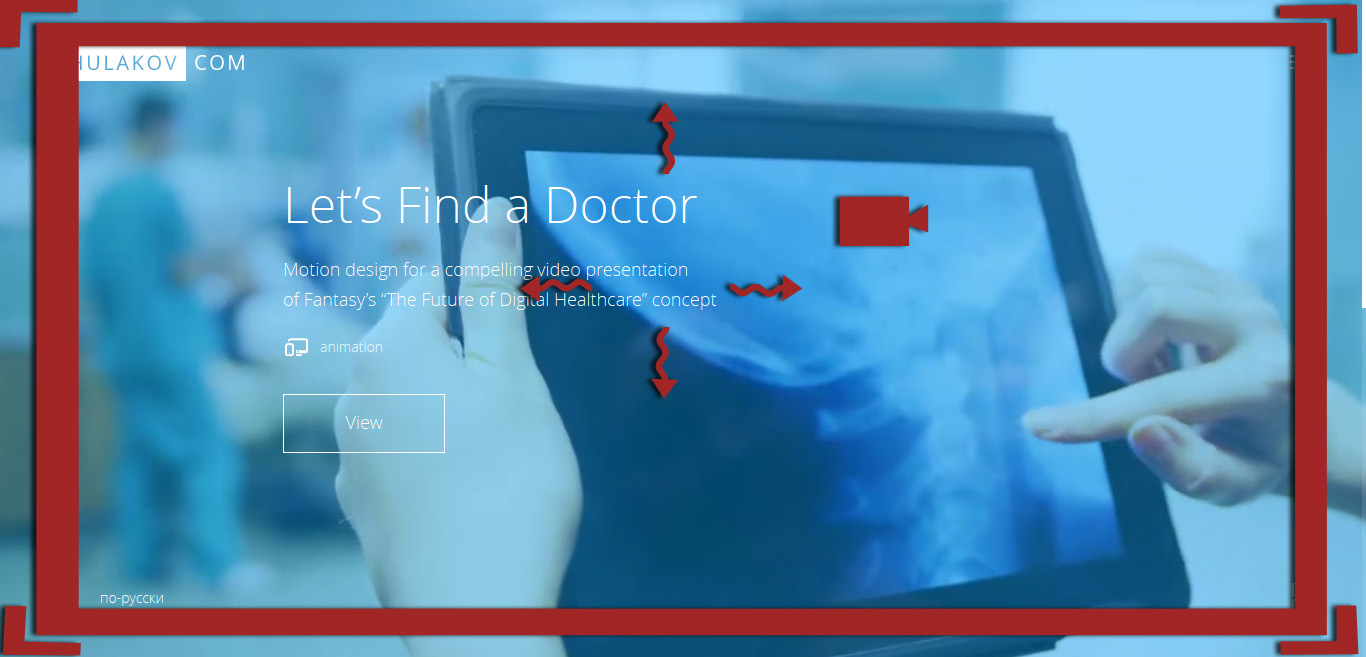 HULAKOV COM
Let's Find a Doctor
Motion design for a compelling video presentation
of Fantasy's “The Future of Digital Healthcare” concept
animation
View
по-русски